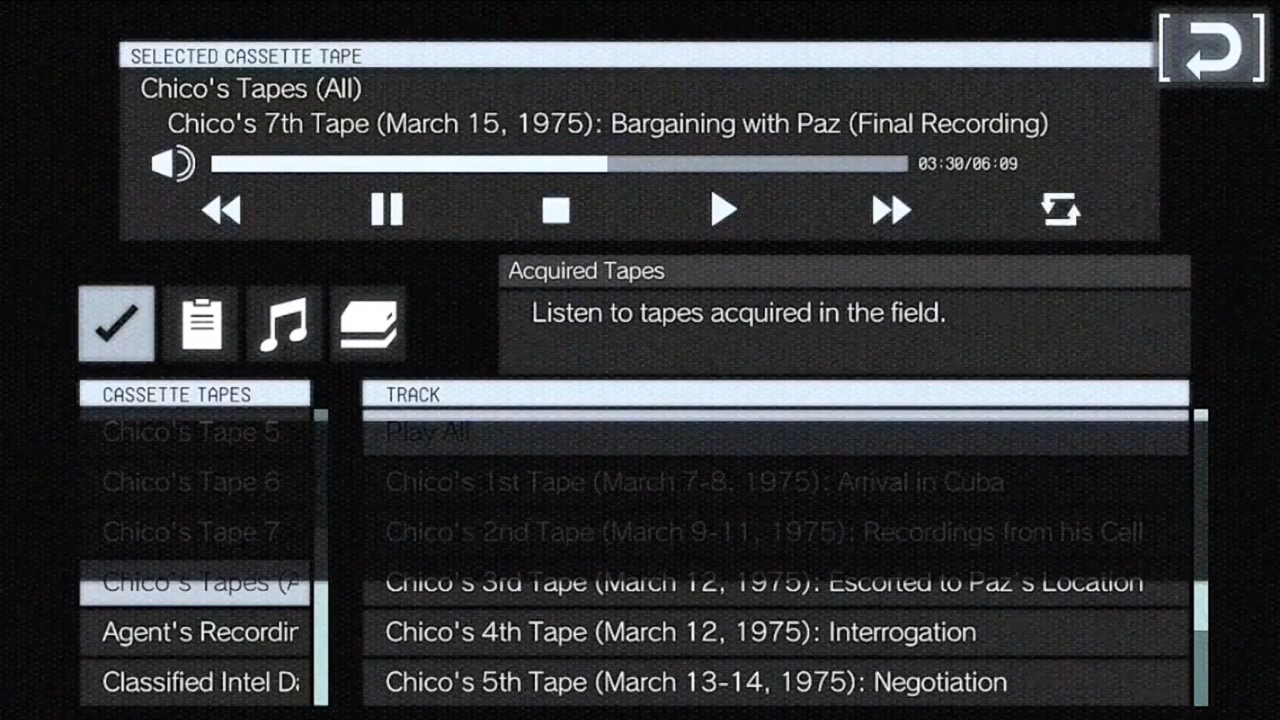 SELECTED CASSETTE TAPE
Chico's Tapes (All)
Chico's 7th Tape (March 15, 1975): Bargaining with Paz (Final Recording)
03:30/06:09
Acquired Tapes
Listen to tapes acquired in the field.
CASSETTE TAPES
Chico's Tape 5
Chico's Tape 6
Chico's Tape 7
Chico's Tapes (A
Agent's Recordin
Classified Intel Da
TRACK
Play All
Chico's 1st Tape (March 7-8, 1975): Arrival in Cuba
Chico's 2nd Tape (March 9-11, 1975): Recordings from his Cell
Chico's 3rd Tape (March 12, 1975): Escorted to Paz's Location
Chico's 4th Tape (March 12, 1975): Interrogation
Chico's 5th Tape (March 13-14, 1975): Negotiation